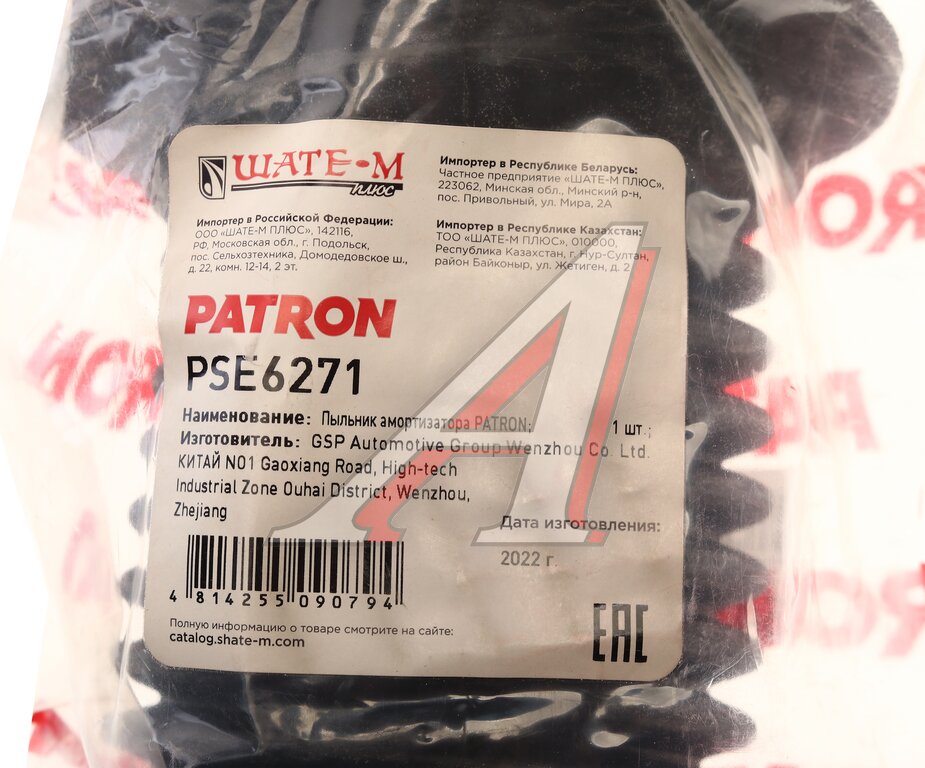 ШАТЕ-М
плюс
Импортер в Российской Федерации:
ООО «ШАТЕ-М ПЛЮС», 142116,
РФ, Московская обл., г. Подольск,
пос. Сельхозтехника, Домодедовское ш.,
д. 22, комн. 12-14, 2 эт.
Импортер в Республике Беларусь:
Частное предприятие «ШАТЕ-М ПЛЮС»,
223062, Минская обл., Минский р-н,
пос. Привольный, ул. Мира, 2А
Импортер в Республике Казахстан:
ТОО «ШАТЕ-М ПЛЮС», 010000,
Республика Казахстан, г. Нур-Султан,
район Байконыр, ул. Жетиген, д. 2
PATRON
PSE6271
Наименование: Пыльник амортизатора PATRON; 1 шт.;
Изготовитель: GSP Automotive Group Wenzhou Co. Ltd.
КИТАЙ NO1 Gaoxiang Road, High-tech
Industrial Zone Ouhai District, Wenzhou,
Zhejiang
Дата изготовления:
2022 г.
4 814255 090794
Полную информацию о товаре смотрите на сайте:
catalog.shate-m.com
EAC